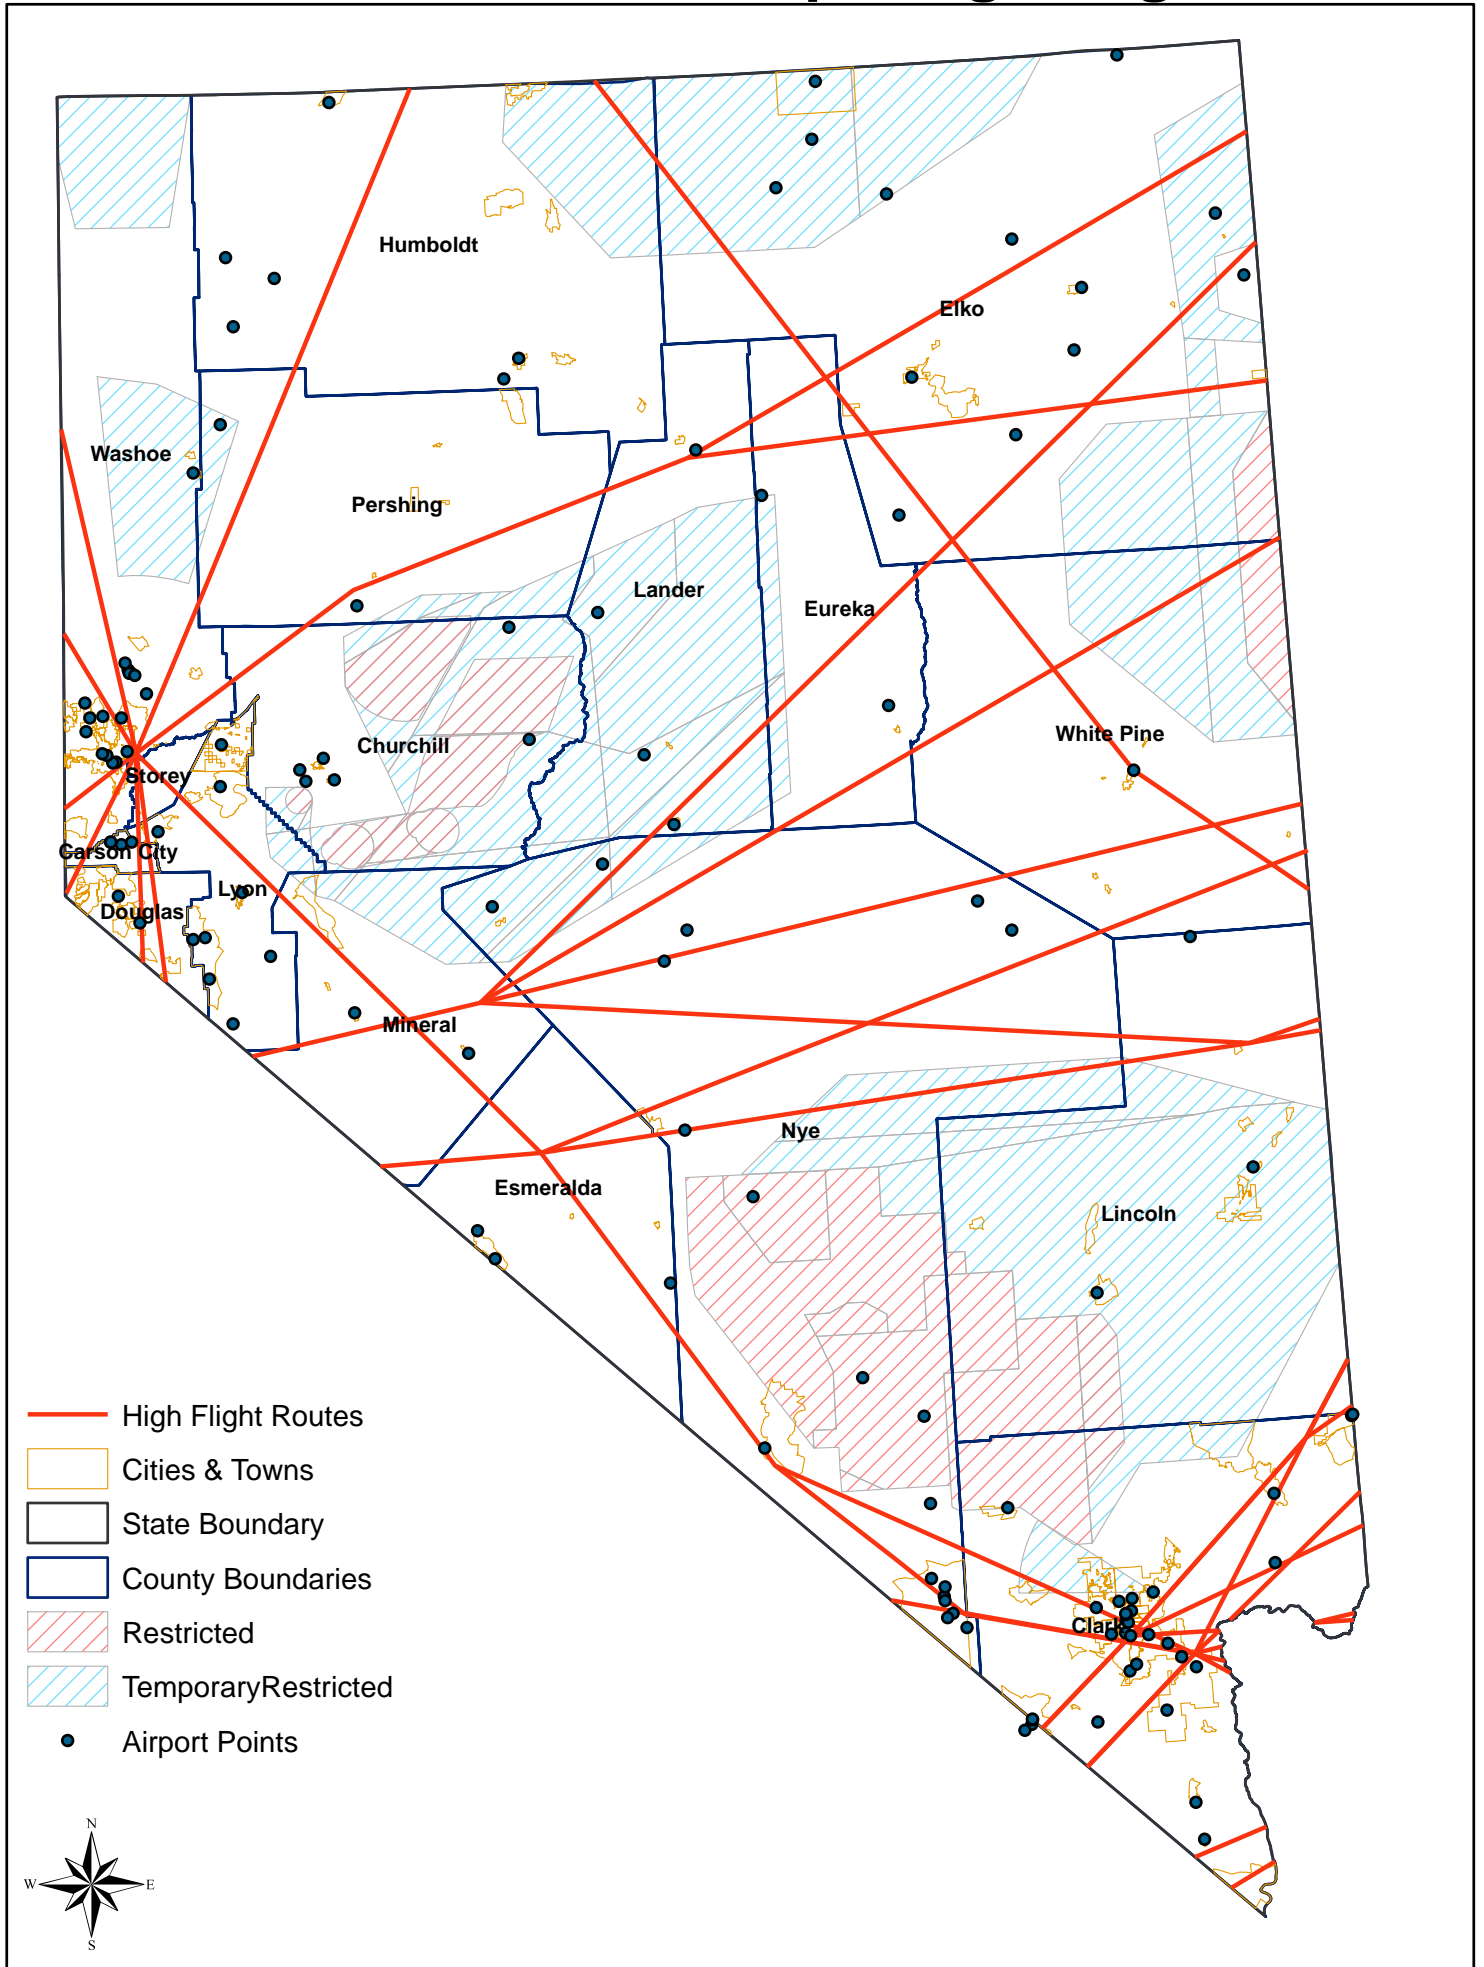 Humboldt
Elko
Washoe
Pershing
Lander
Eureka
White Pine
Churchill
Storey
Carson City
Lyon
Douglas
Mineral
Nye
Esmeralda
Lincoln
Clark
High Flight Routes
Cities & Towns
State Boundary
County Boundaries
Restricted
TemporaryRestricted
Airport Points
N
W
E
S